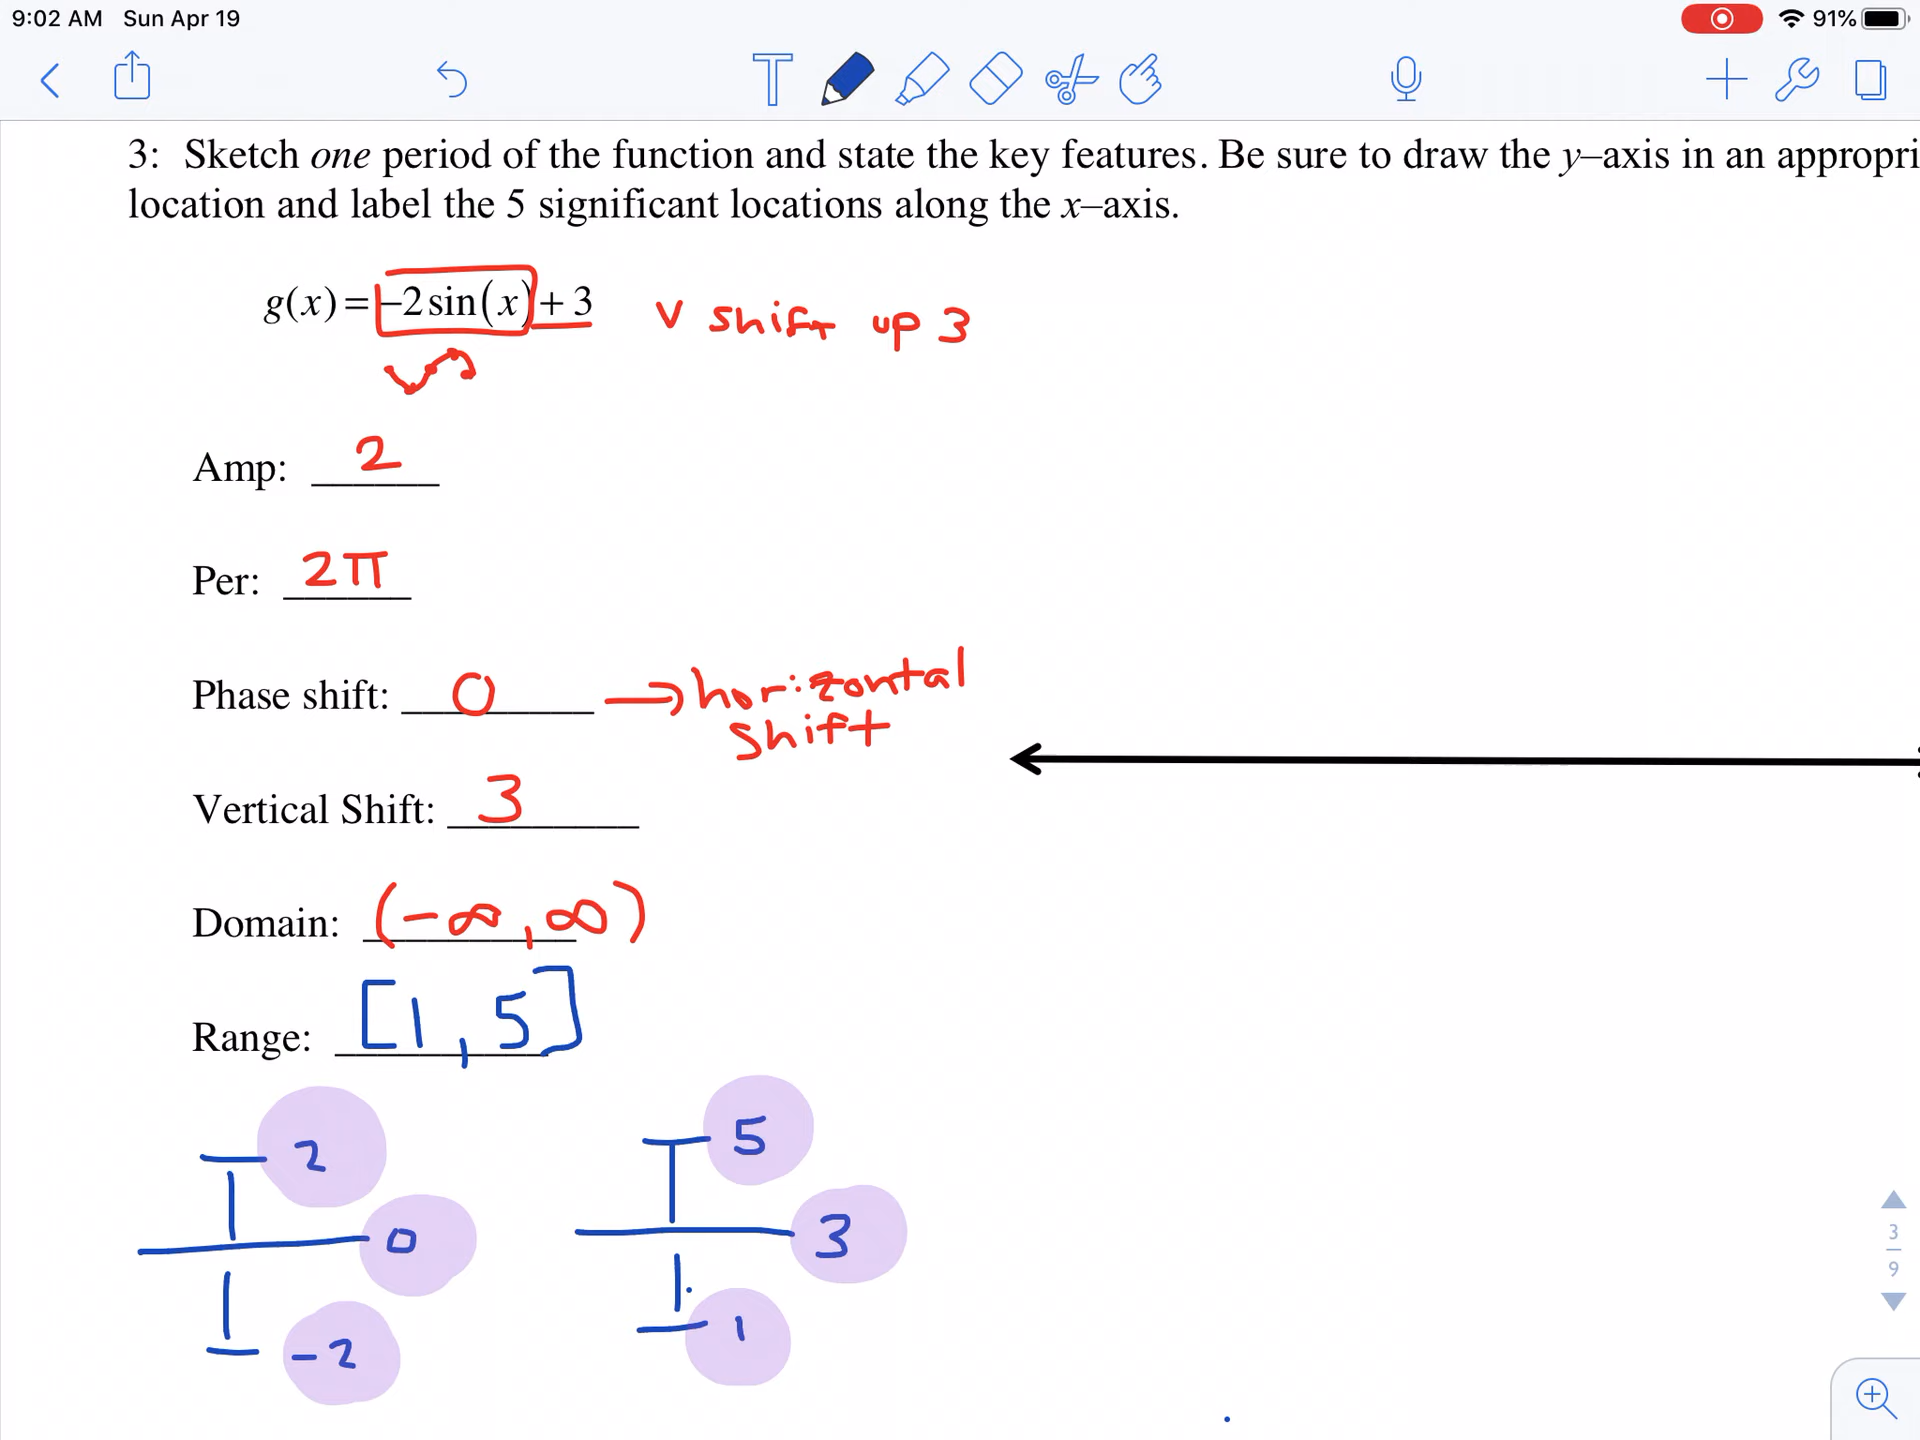 9:02 AM Sun Apr 19
91%
T
3: Sketch one period of the function and state the key features. Be sure to draw the y–axis in an appropri
location and label the 5 significant locations along the x–axis.
g(x) = −2 sin(x) + 3 V shift up 3
Amp: 2
Per: 2π
Phase shift: 0 → horizontal
shift
Vertical Shift: 3
Domain: (-∞, ∞)
Range: [1, 5]
2 5
0 3
-2 1
3
9